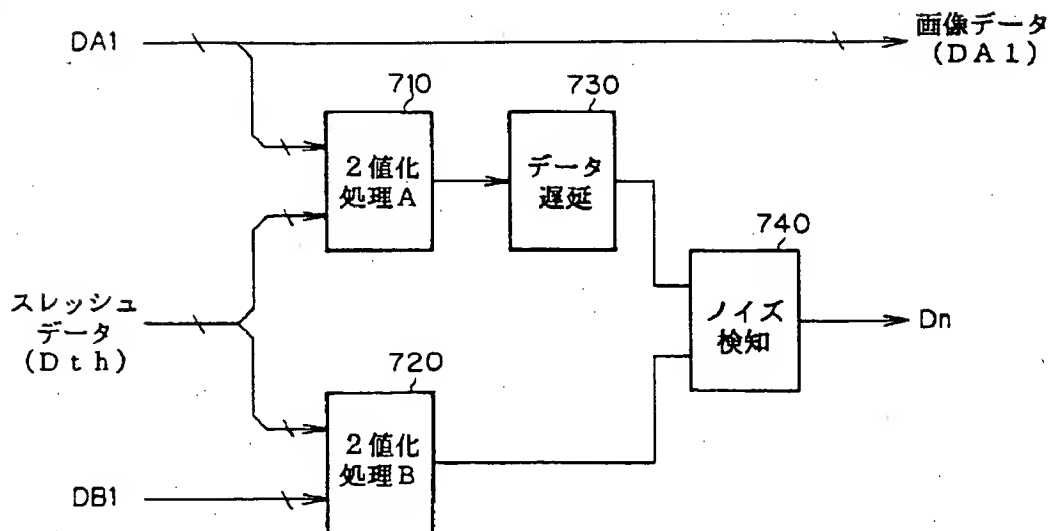 DA1
画像データ
(DA1)
710
730
2値化
処理A
データ
遅延
740
スレッシュ
データ
(Dth)
ノイズ
検知
Dn
720
2値化
処理B
DB1